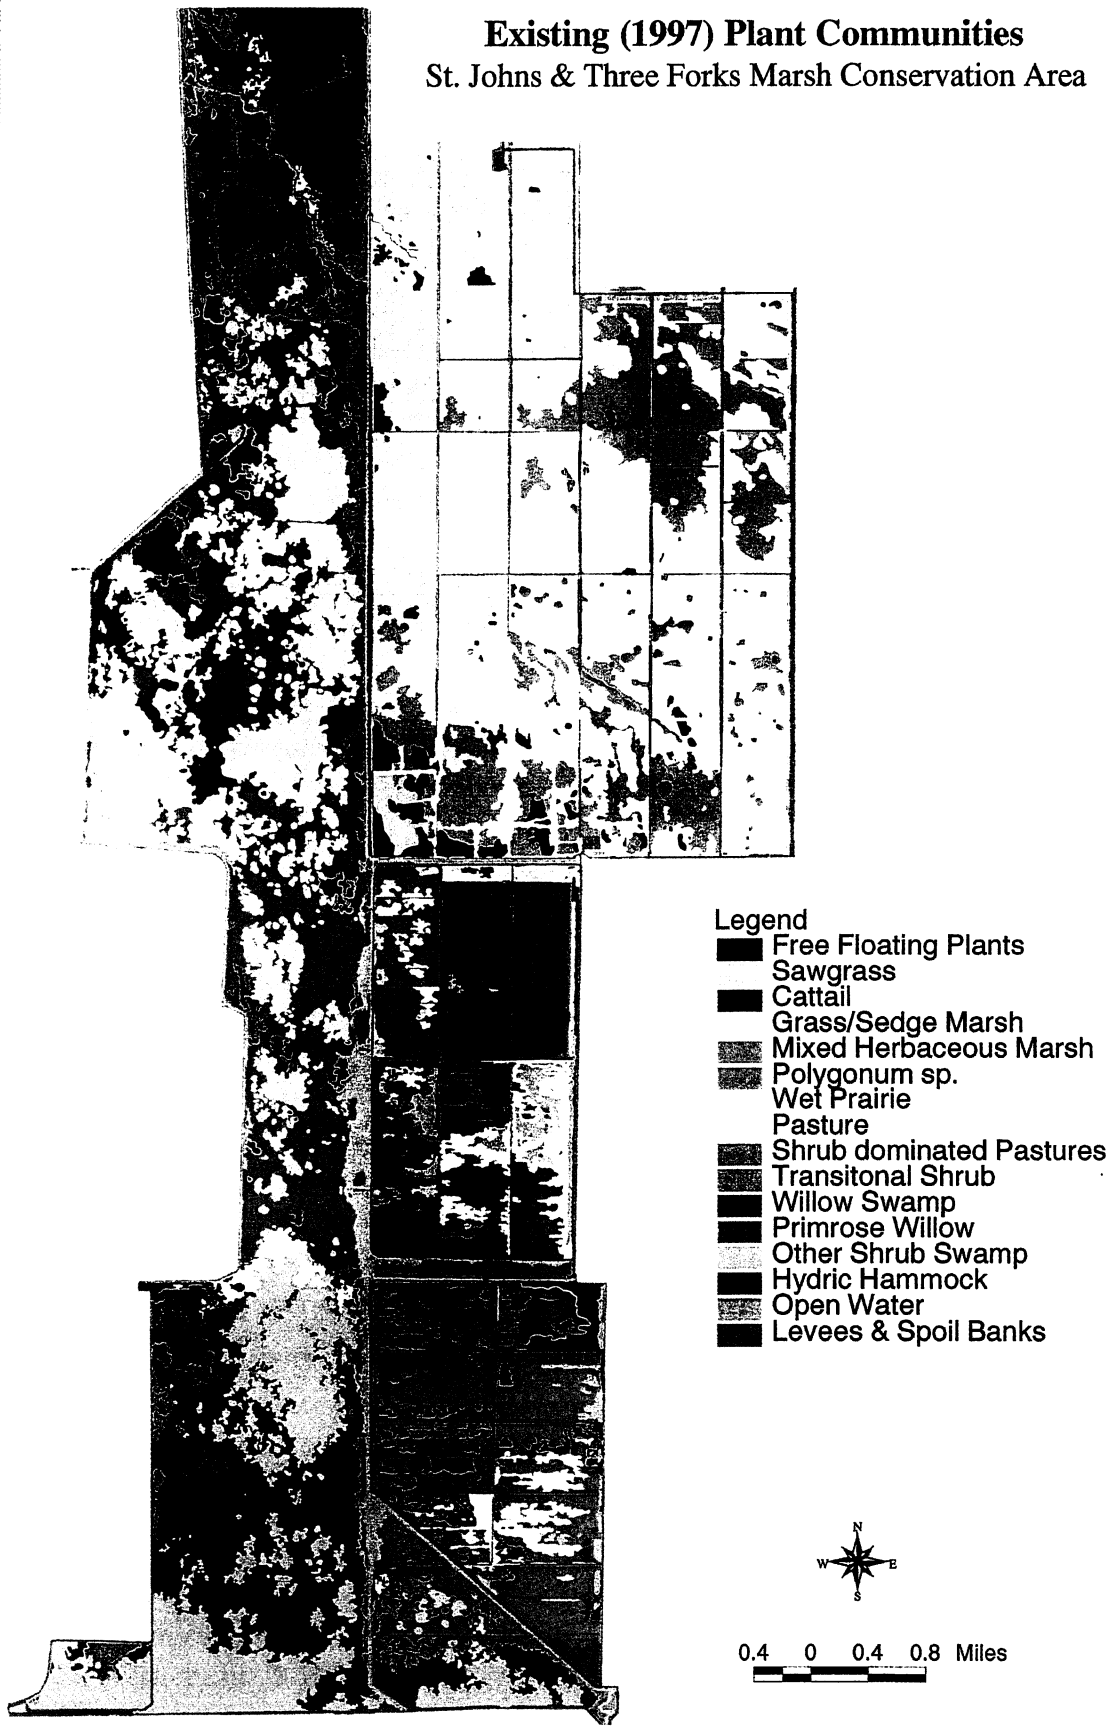 Existing (1997) Plant Communities
St. Johns & Three Forks Marsh Conservation Area
Legend
Free Floating Plants
Sawgrass
Cattail
Grass/Sedge Marsh
Mixed Herbaceous Marsh
Polygonum sp.
Wet Prairie
Pasture
Shrub dominated Pastures
Transitonal Shrub
Willow Swamp
Primrose Willow
Other Shrub Swamp
Hydric Hammock
Open Water
Levees & Spoil Banks
N
W E
S
0.4 0 0.4 0.8 Miles